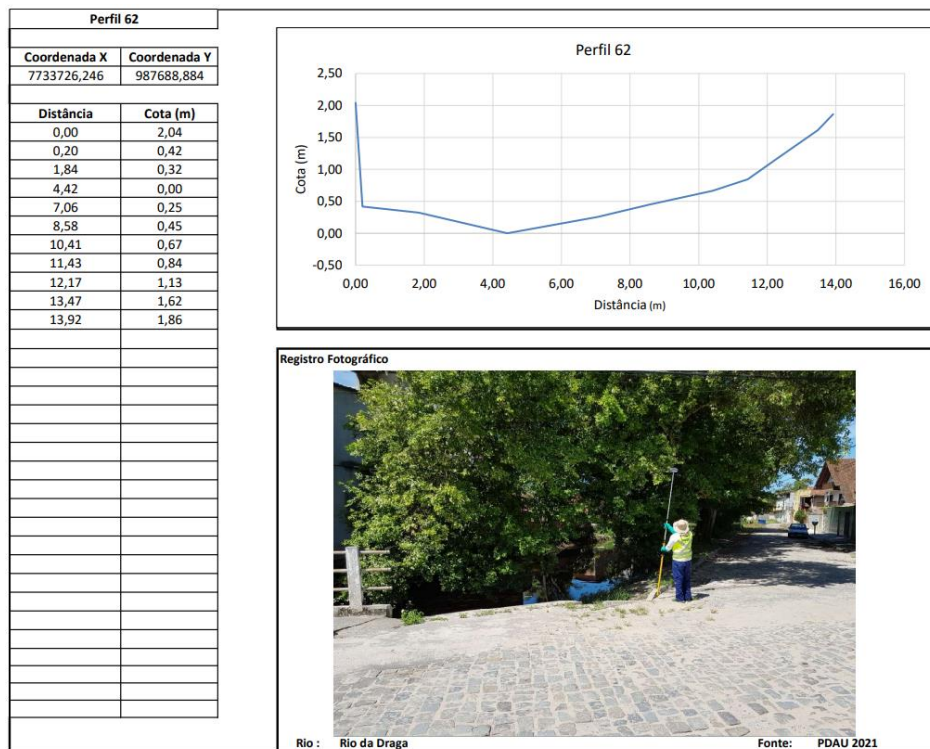 Perfil 62
Coordenada X Coordenada Y
7733726,246 987688,884
Distância Cota (m)
0,00 2,04
0,20 0,42
1,84 0,32
4,42 0,00
7,06 0,25
8,58 0,45
10,41 0,67
11,43 0,84
12,17 1,13
13,47 1,62
13,92 1,86
Perfil 62
Cota (m)
2,50
2,00
1,50
1,00
0,50
0,00
-0,50
0,00 2,00 4,00 6,00 8,00 10,00 12,00 14,00 16,00
Distância (m)
Registro Fotográfico
Rio : Rio da Draga Fonte: PDAU 2021